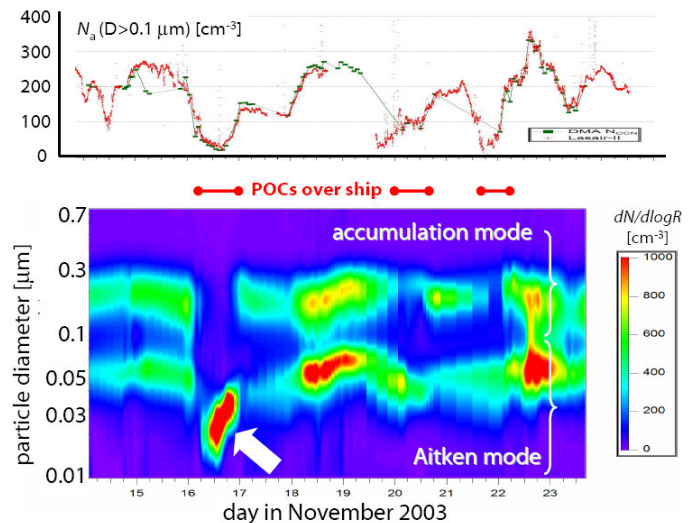 Nₐ (D>0.1 µm) [cm⁻³]
400
300
200
100
0
DMA N_CCN
Lasair-II
POCs over ship
0.7
0.3
0.1
0.05
0.03
0.01
particle diameter [µm]
accumulation mode
Aitken mode
dN/dlogR
[cm⁻³]
1000
800
600
400
200
0
15 16 17 18 19 20 21 22 23
day in November 2003